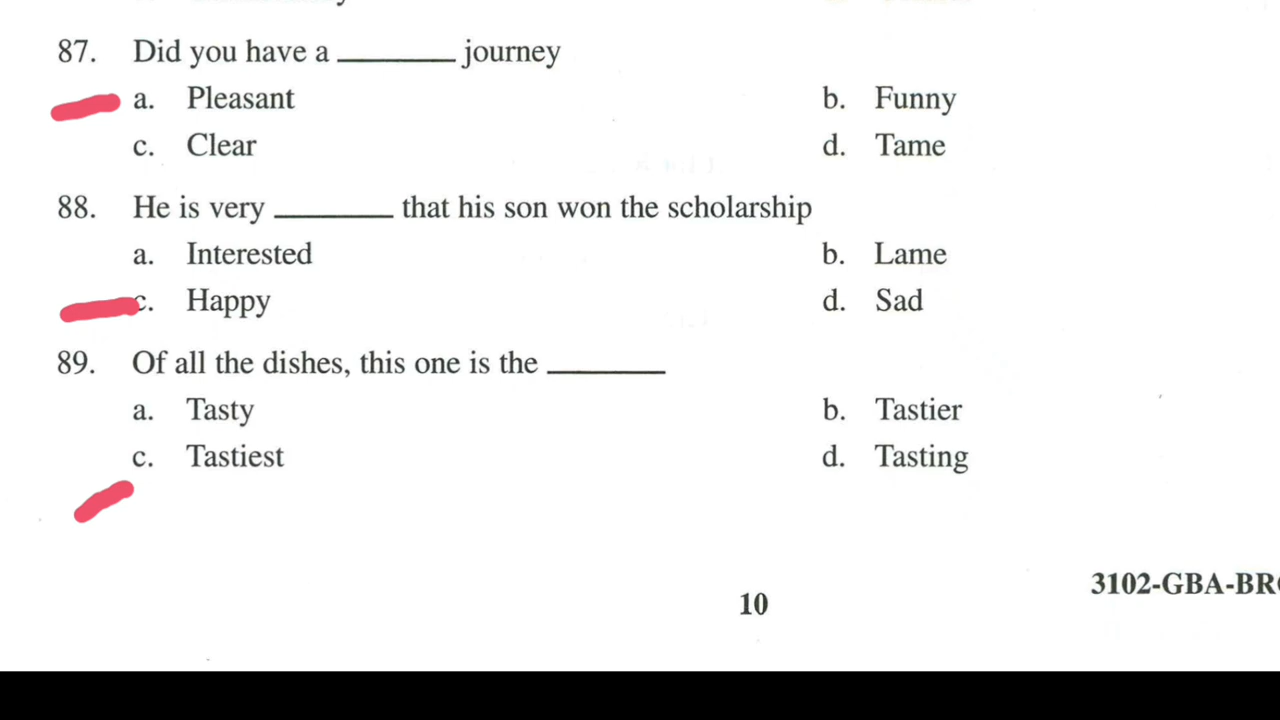 87. Did you have a ________ journey
a. Pleasant b. Funny
c. Clear d. Tame
88. He is very ________ that his son won the scholarship
a. Interested b. Lame
c. Happy d. Sad
89. Of all the dishes, this one is the ________
a. Tasty b. Tastier
c. Tastiest d. Tasting
3102-GBA-BR
10